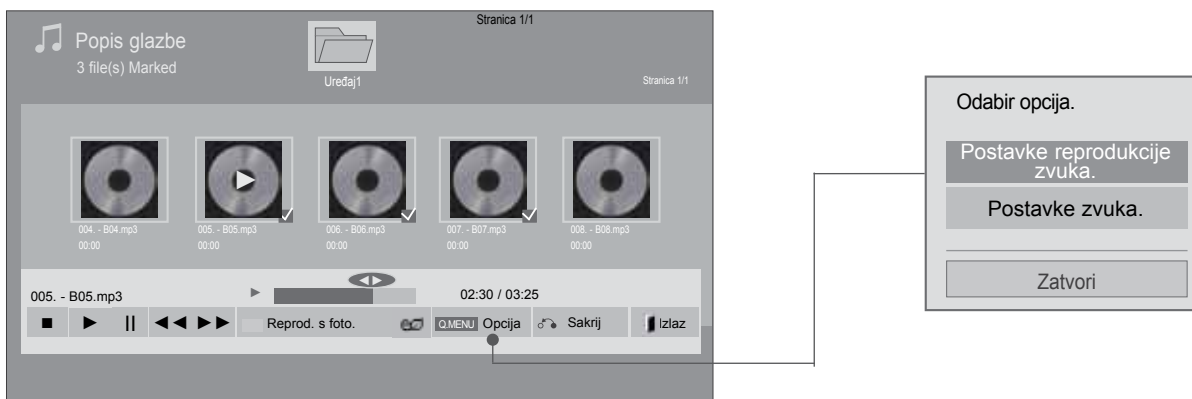 Stranica 1/1
Popis glazbe
3 file(s) Marked
Uređaj1
Stranica 1/1
004. - B04.mp3
00:00
005. - B05.mp3
00:00
006. - B06.mp3
00:00
007. - B07.mp3
00:00
008. - B08.mp3
00:00
005. - B05.mp3
02:30 / 03:25
Reprod. s foto.
Q.MENU Opcija
Sakrij
Izlaz
Odabir opcija.
Postavke reprodukcije
zvuka.
Postavke zvuka.
Zatvori